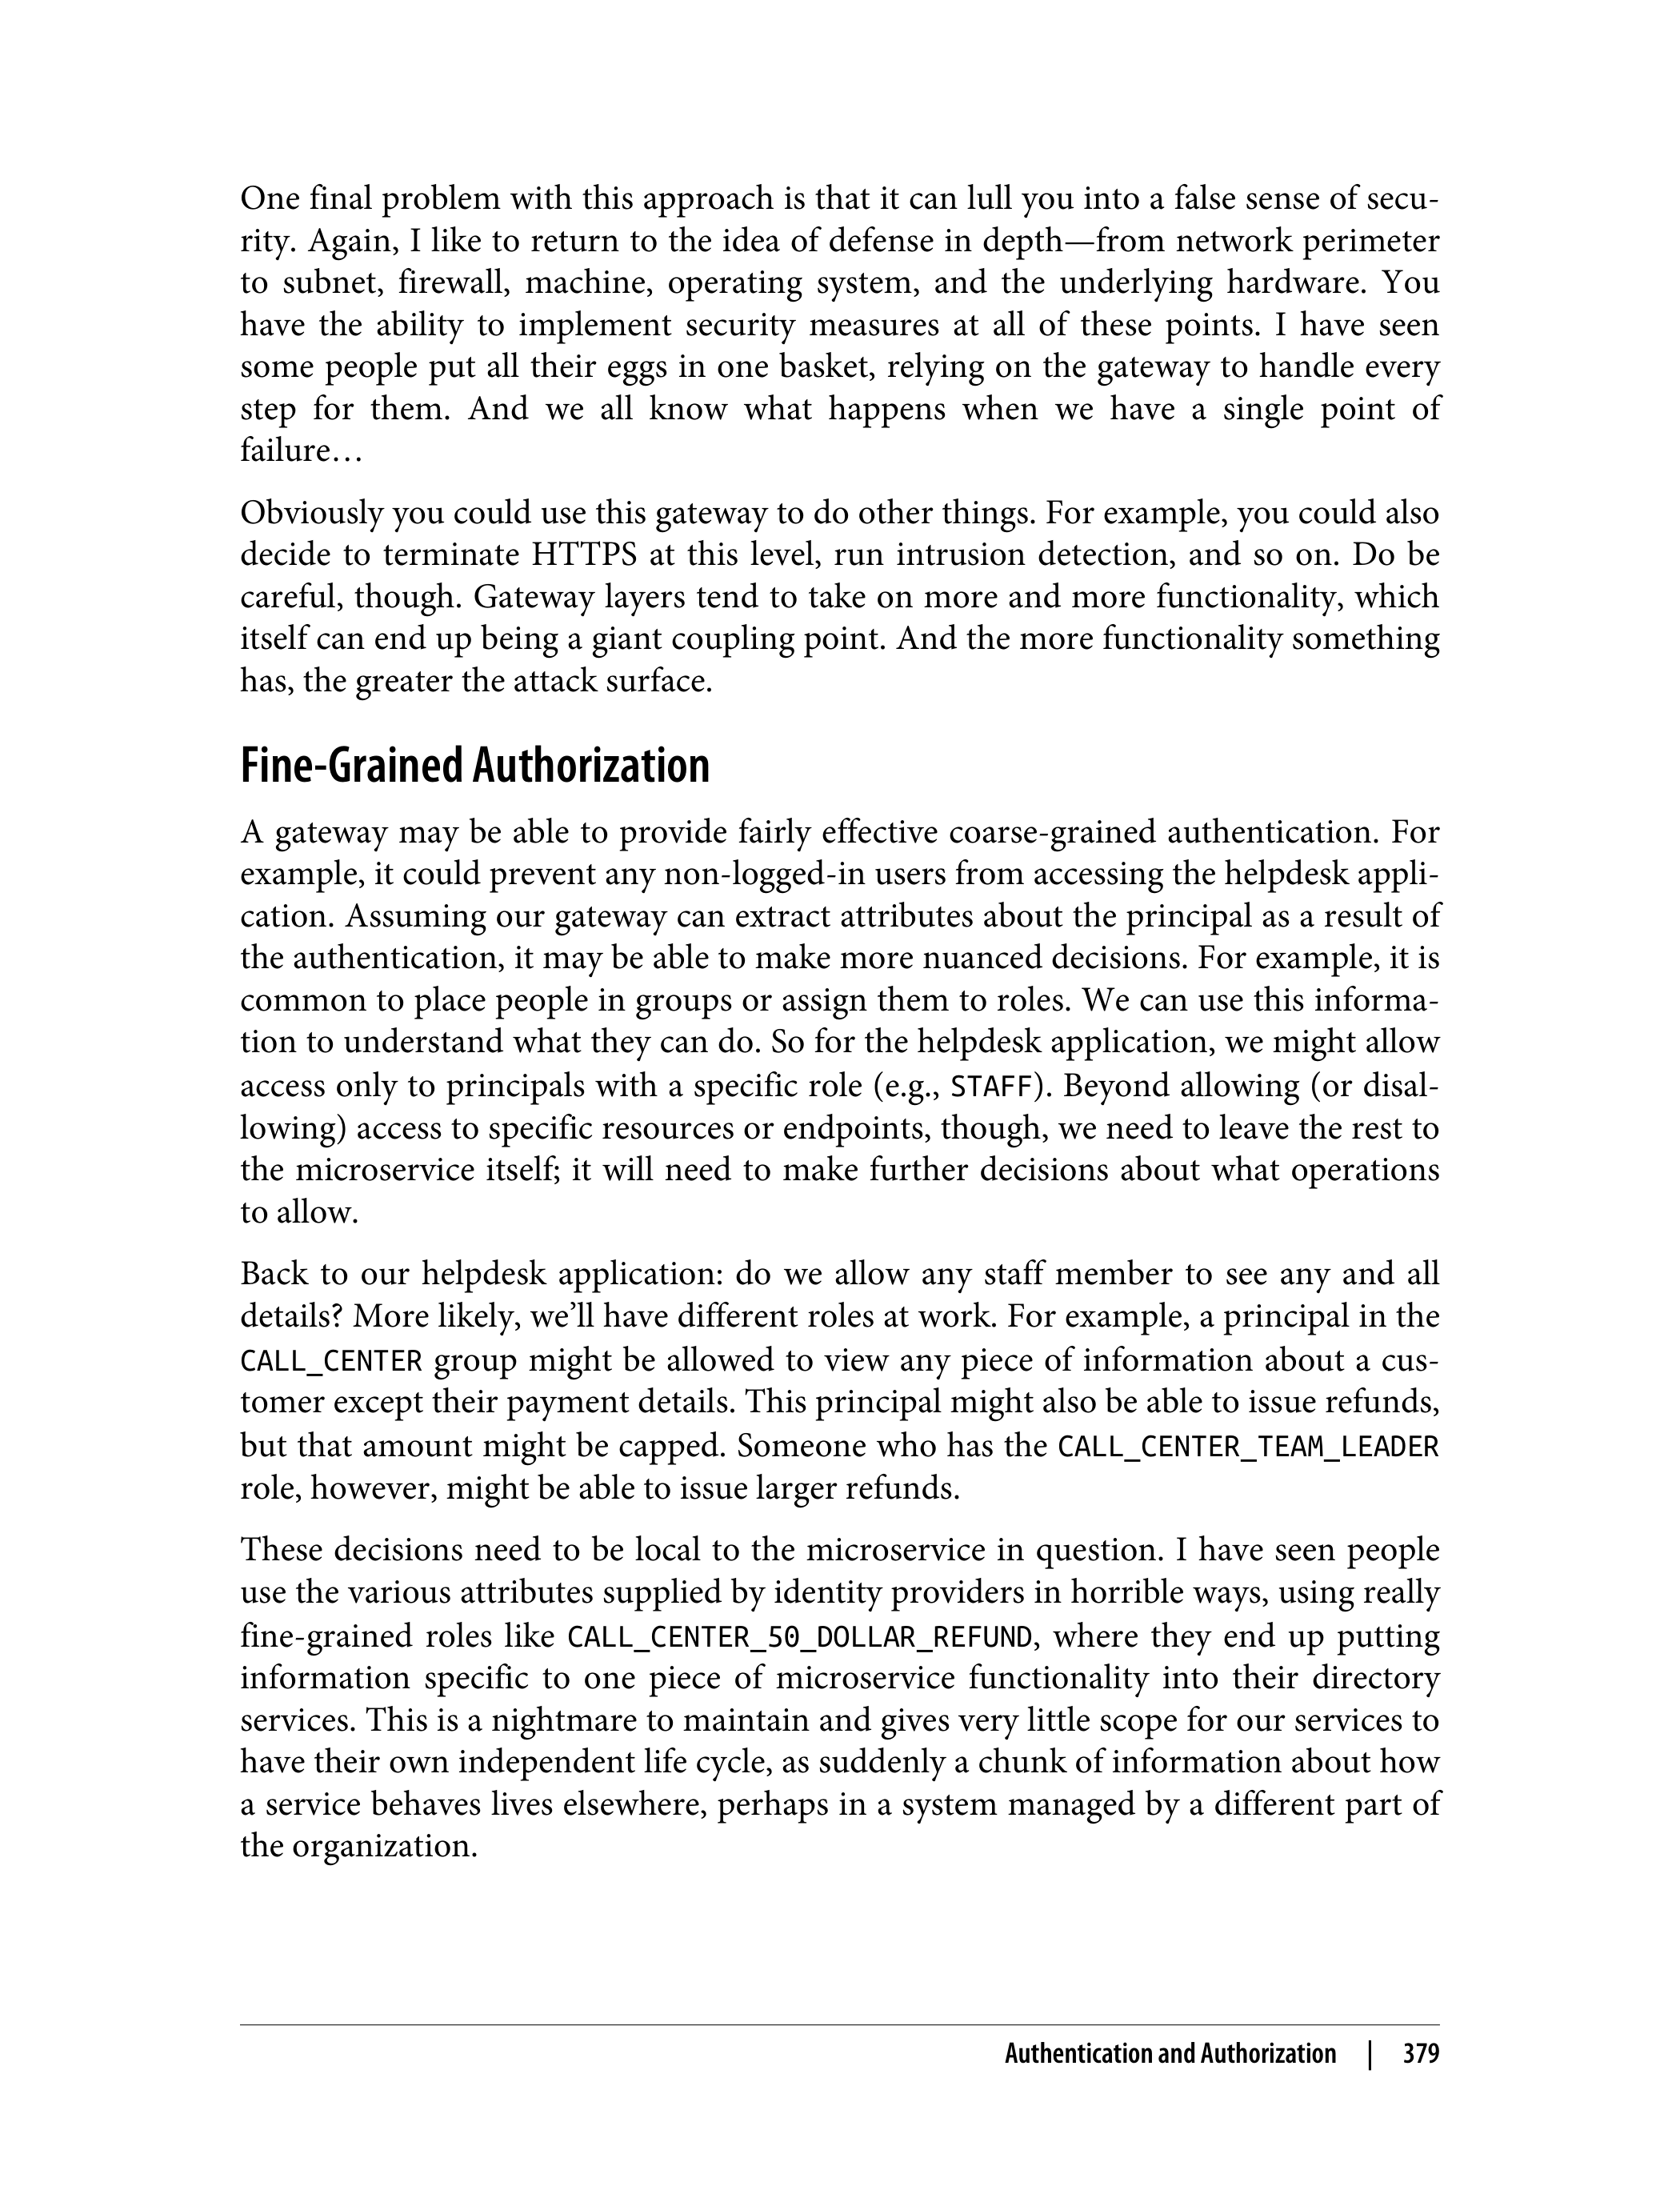 One final problem with this approach is that it can lull you into a false sense of secu-
rity. Again, I like to return to the idea of defense in depth—from network perimeter
to subnet, firewall, machine, operating system, and the underlying hardware. You
have the ability to implement security measures at all of these points. I have seen
some people put all their eggs in one basket, relying on the gateway to handle every
step for them. And we all know what happens when we have a single point of
failure…
Obviously you could use this gateway to do other things. For example, you could also
decide to terminate HTTPS at this level, run intrusion detection, and so on. Do be
careful, though. Gateway layers tend to take on more and more functionality, which
itself can end up being a giant coupling point. And the more functionality something
has, the greater the attack surface.
Fine-Grained Authorization
A gateway may be able to provide fairly effective coarse-grained authentication. For
example, it could prevent any non-logged-in users from accessing the helpdesk appli-
cation. Assuming our gateway can extract attributes about the principal as a result of
the authentication, it may be able to make more nuanced decisions. For example, it is
common to place people in groups or assign them to roles. We can use this informa-
tion to understand what they can do. So for the helpdesk application, we might allow
access only to principals with a specific role (e.g., STAFF). Beyond allowing (or disal-
lowing) access to specific resources or endpoints, though, we need to leave the rest to
the microservice itself; it will need to make further decisions about what operations
to allow.
Back to our helpdesk application: do we allow any staff member to see any and all
details? More likely, we’ll have different roles at work. For example, a principal in the
CALL_CENTER group might be allowed to view any piece of information about a cus-
tomer except their payment details. This principal might also be able to issue refunds,
but that amount might be capped. Someone who has the CALL_CENTER_TEAM_LEADER
role, however, might be able to issue larger refunds.
These decisions need to be local to the microservice in question. I have seen people
use the various attributes supplied by identity providers in horrible ways, using really
fine-grained roles like CALL_CENTER_50_DOLLAR_REFUND, where they end up putting
information specific to one piece of microservice functionality into their directory
services. This is a nightmare to maintain and gives very little scope for our services to
have their own independent life cycle, as suddenly a chunk of information about how
a service behaves lives elsewhere, perhaps in a system managed by a different part of
the organization.
Authentication and Authorization | 379